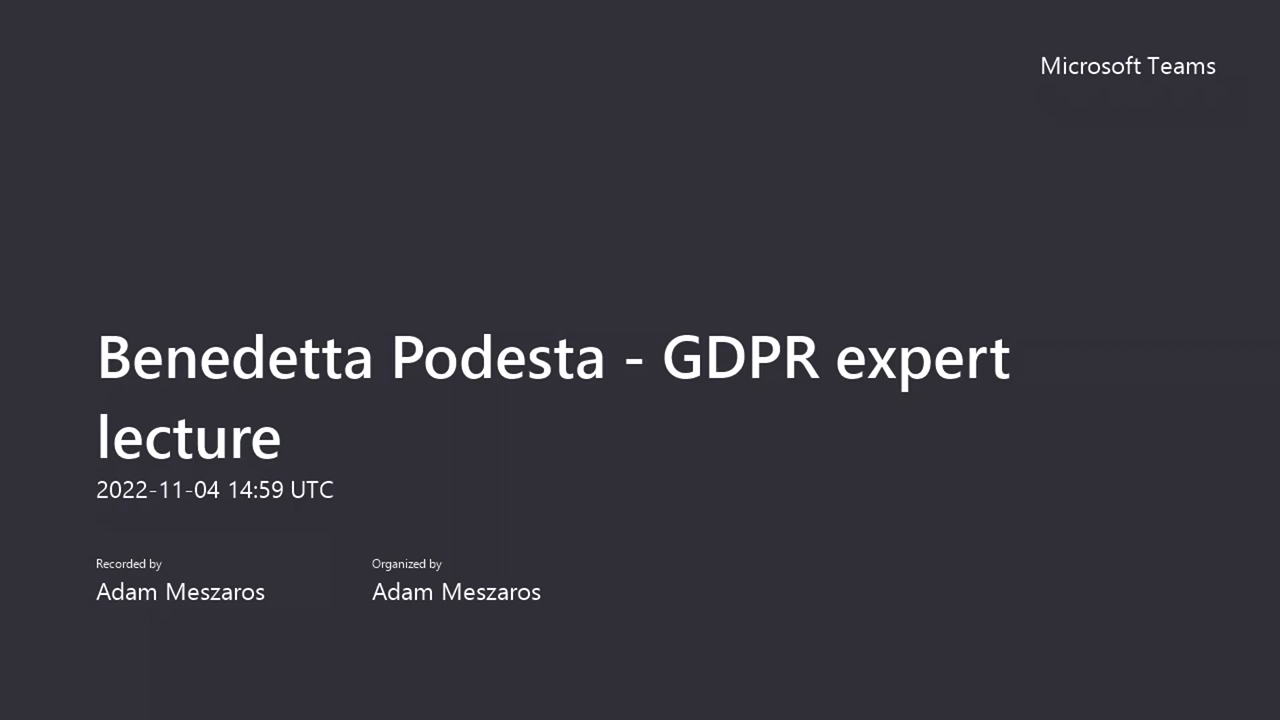 Microsoft Teams
Benedetta Podesta - GDPR expert
lecture
2022-11-04 14:59 UTC
Recorded by
Organized by
Adam Meszaros
Adam Meszaros